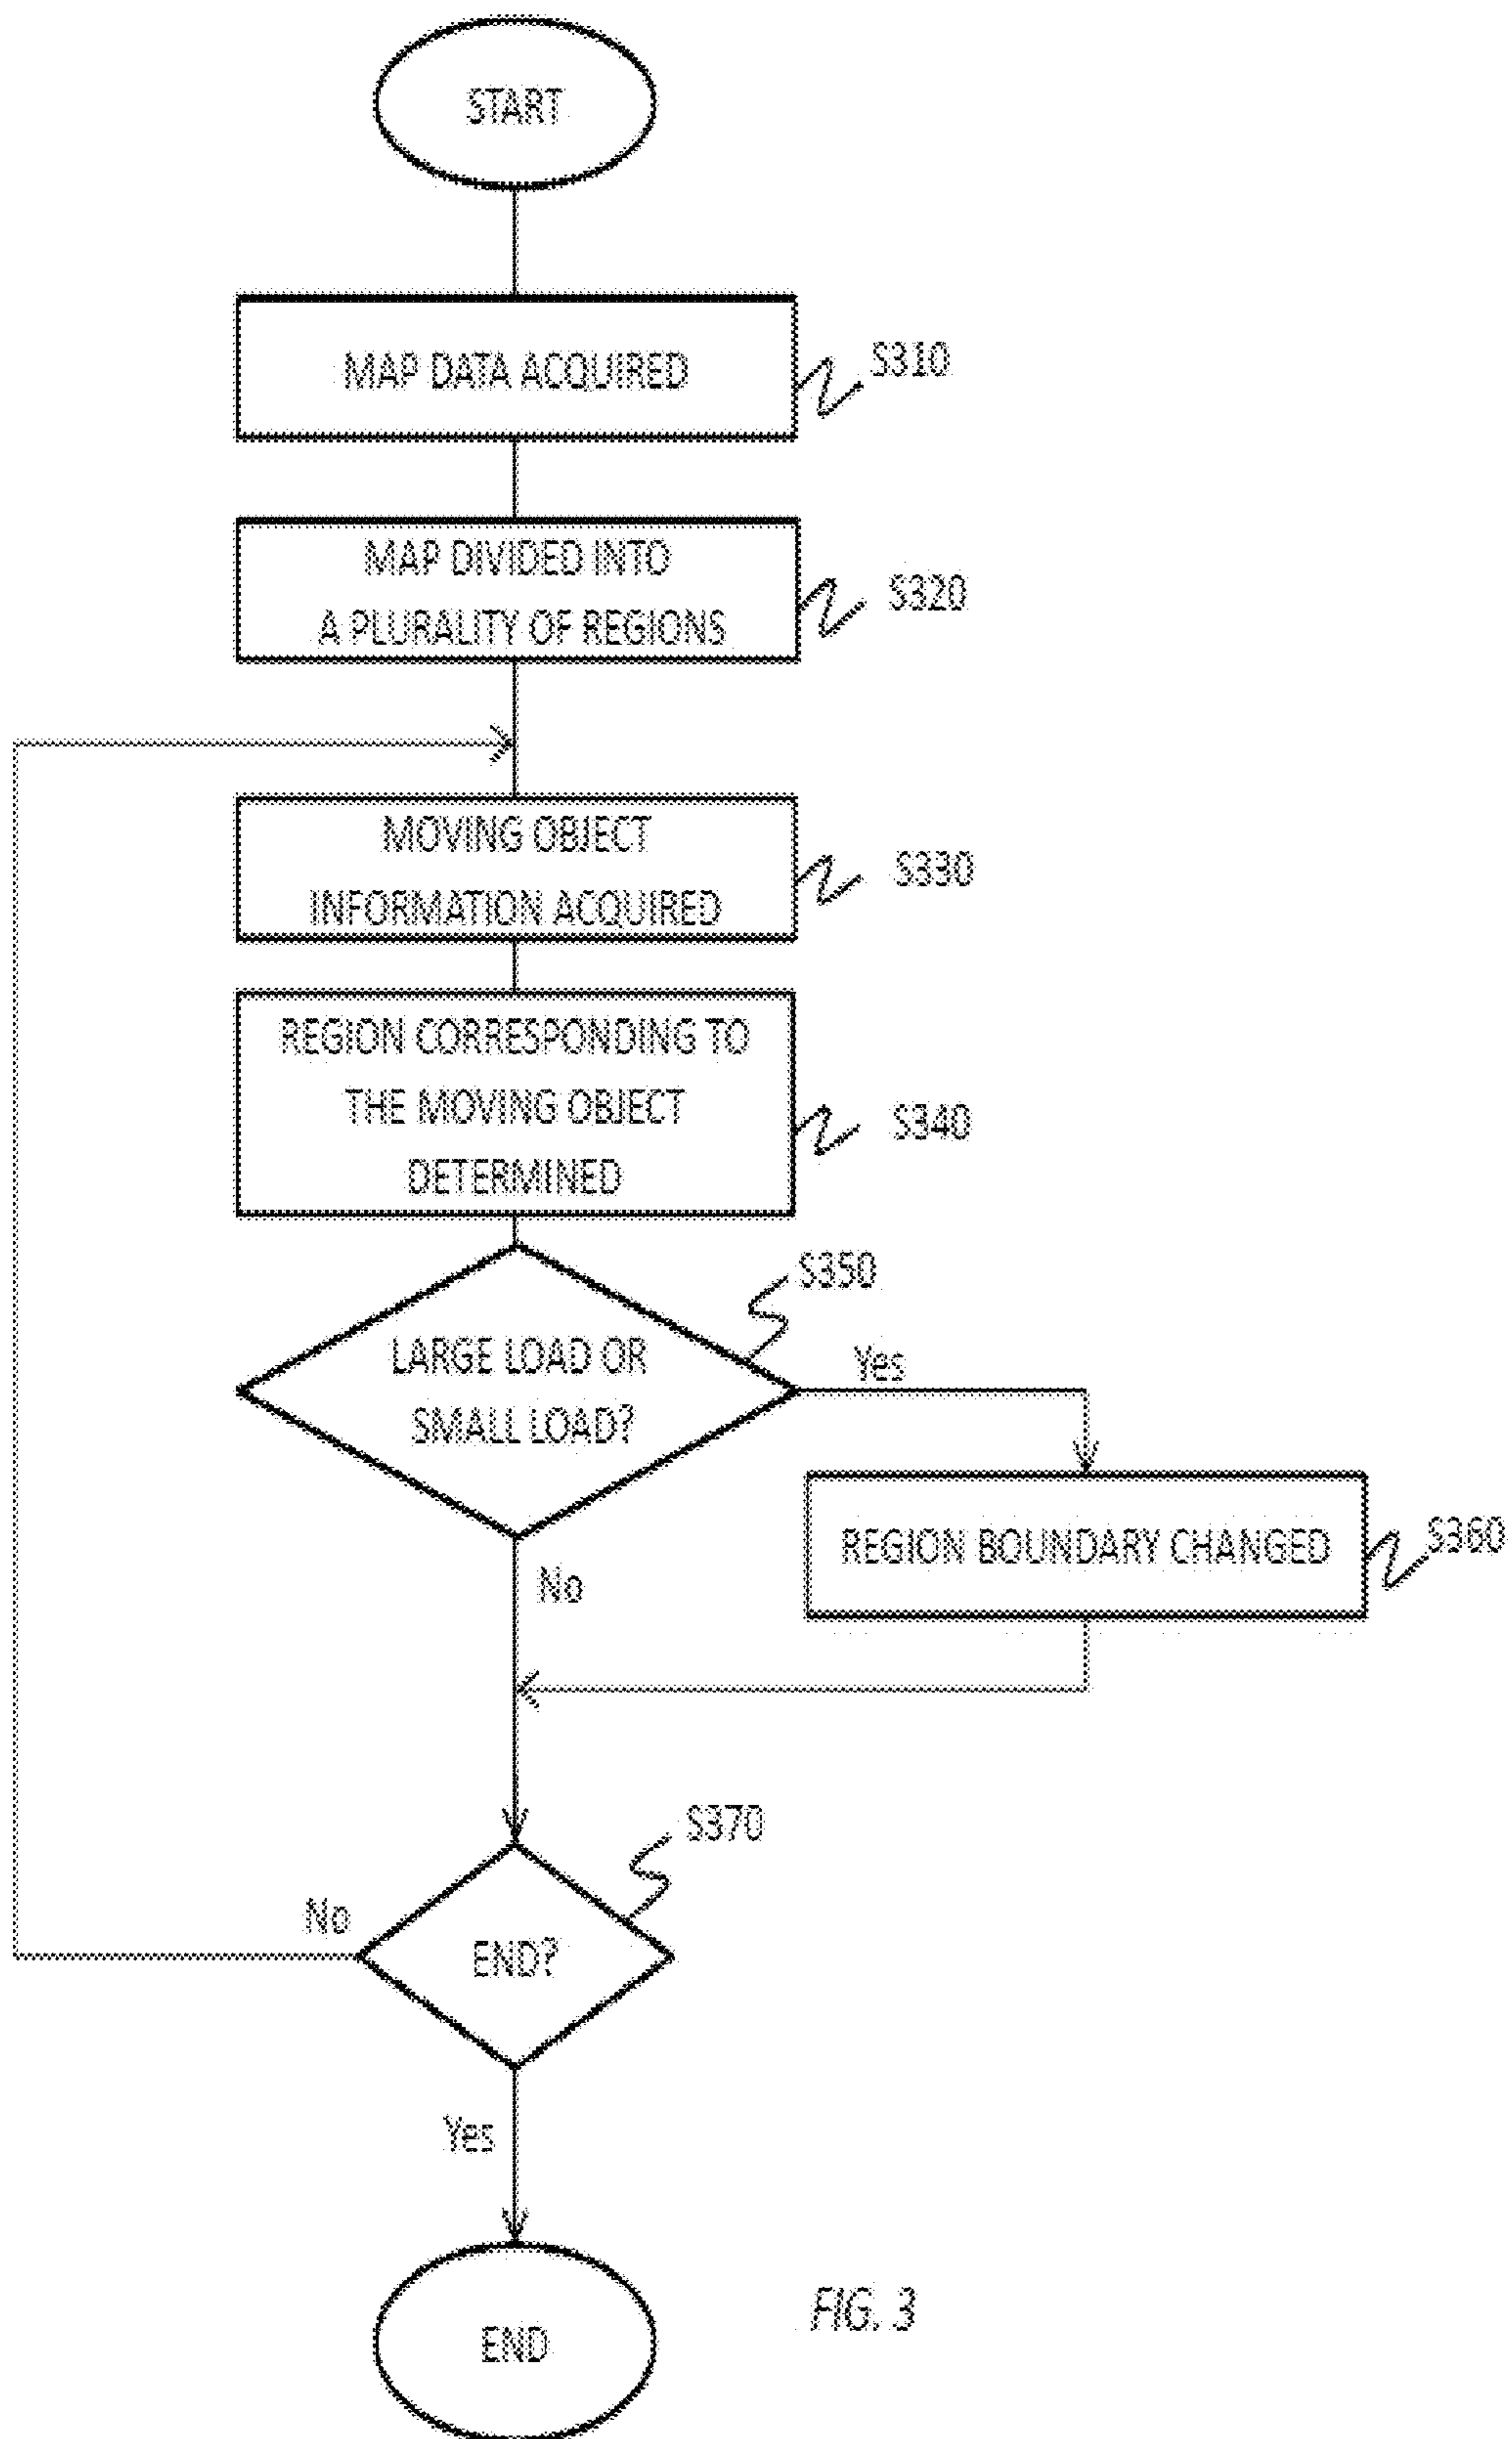 START
MAP DATA ACQUIRED
S310
MAP DIVIDED INTO
A PLURALITY OF REGIONS
S320
MOVING OBJECT
INFORMATION ACQUIRED
S330
REGION CORRESPONDING TO
THE MOVING OBJECT
DETERMINED
S340
S350
LARGE LOAD OR
SMALL LOAD?
Yes
REGION BOUNDARY CHANGED
S360
No
S370
No
END?
Yes
END
FIG. 3